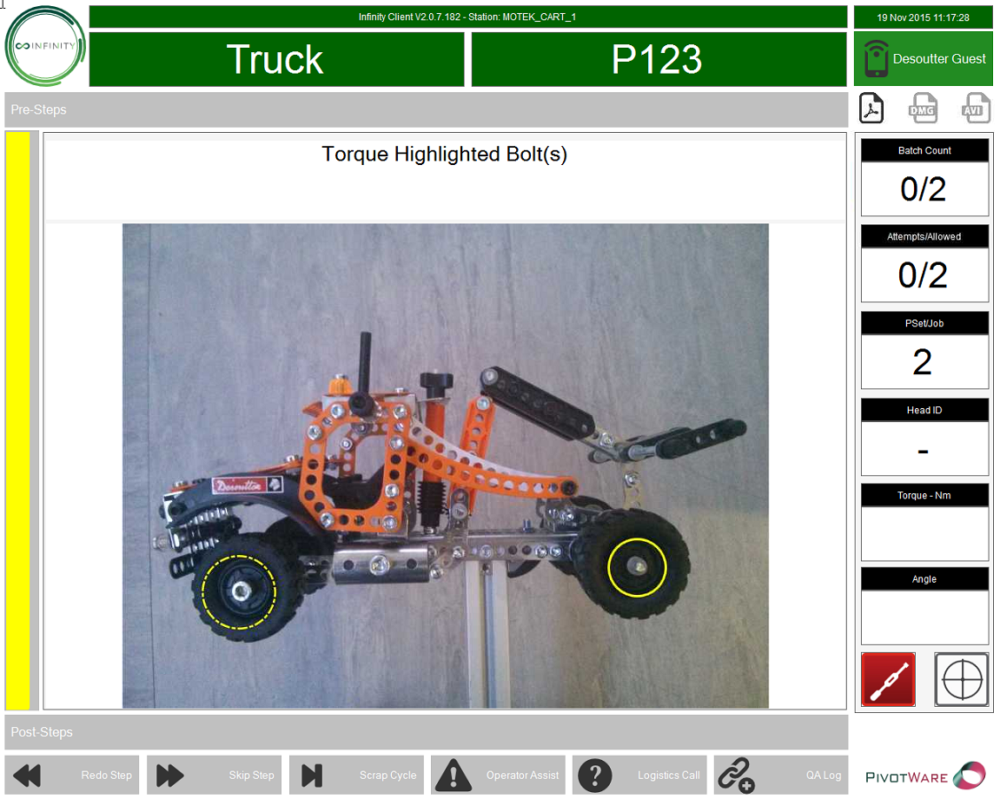 Infinity Client V2.0.7.182 - Station: MOTEK_CART_1
19 Nov 2015 11:17:28
∞INFINITY
Truck
P123
Desoutter Guest
Pre-Steps
DMG
AVI
Torque Highlighted Bolt(s)
Batch Count
0/2
Attempts/Allowed
0/2
PSet/Job
2
Head ID
-
Torque - Nm
Angle
Desoutter
Post-Steps
Redo Step
Skip Step
Scrap Cycle
Operator Assist
?
Logistics Call
QA Log
PIVOTWARE